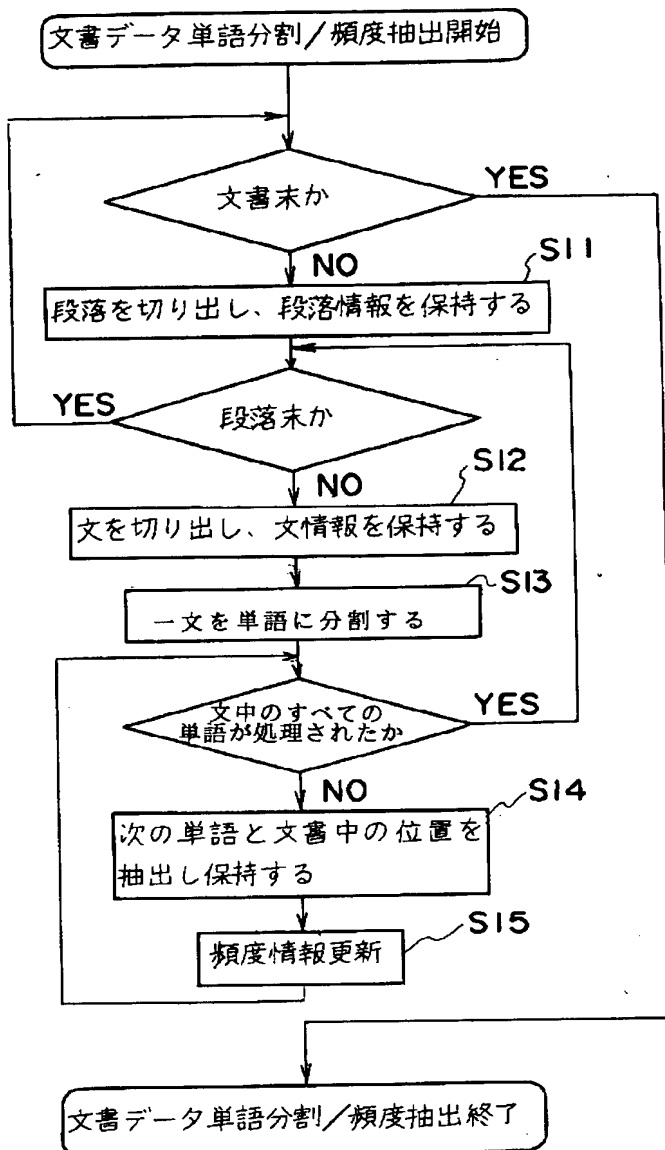 文書データ単語分割/頻度抽出開始
文書末か
YES
NO
S11
段落を切り出し、段落情報を保持する
YES
段落末か
NO
S12
文を切り出し、文情報を保持する
S13
一文を単語に分割する
文中のすべての
単語が処理されたか
YES
NO
S14
次の単語と文書中の位置を
抽出し保持する
S15
頻度情報更新
文書データ単語分割/頻度抽出終了